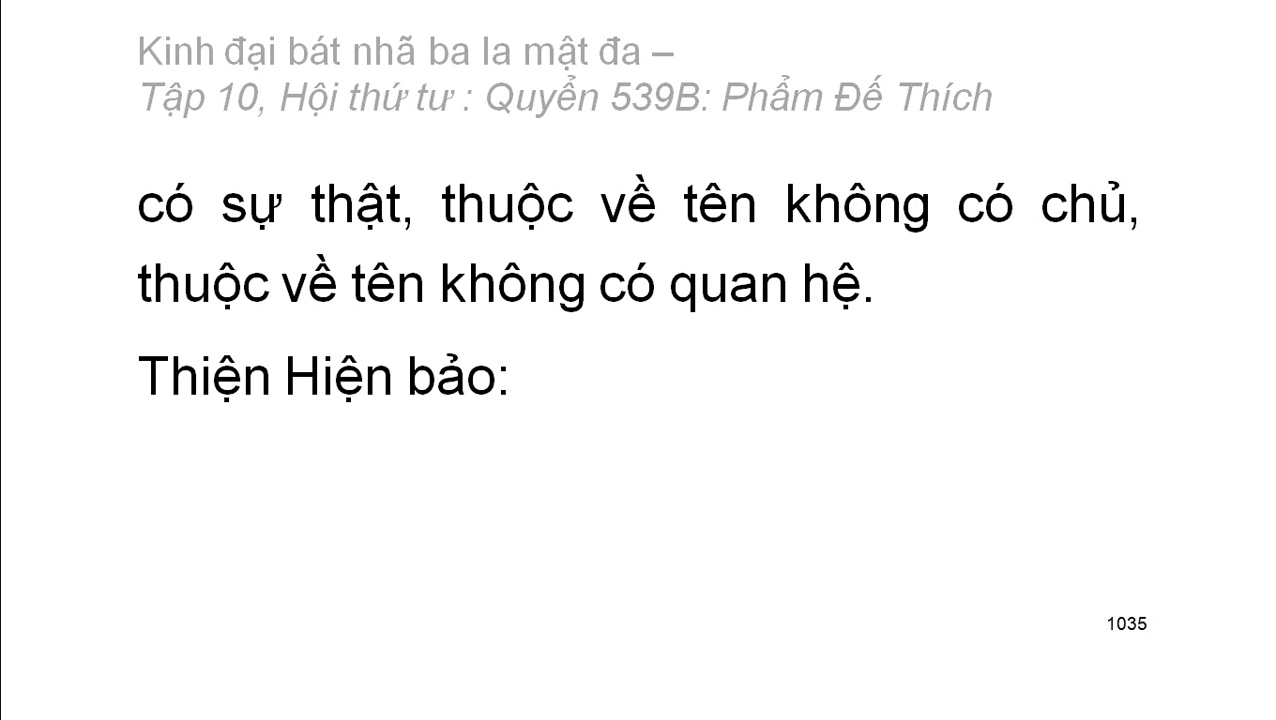 Kinh đại bát nhã ba la mật đa –
Tập 10, Hội thứ tư : Quyển 539B: Phẩm Đế Thích
có sự thật, thuộc về tên không có chủ,
thuộc về tên không có quan hệ.
Thiện Hiện bảo:
1035